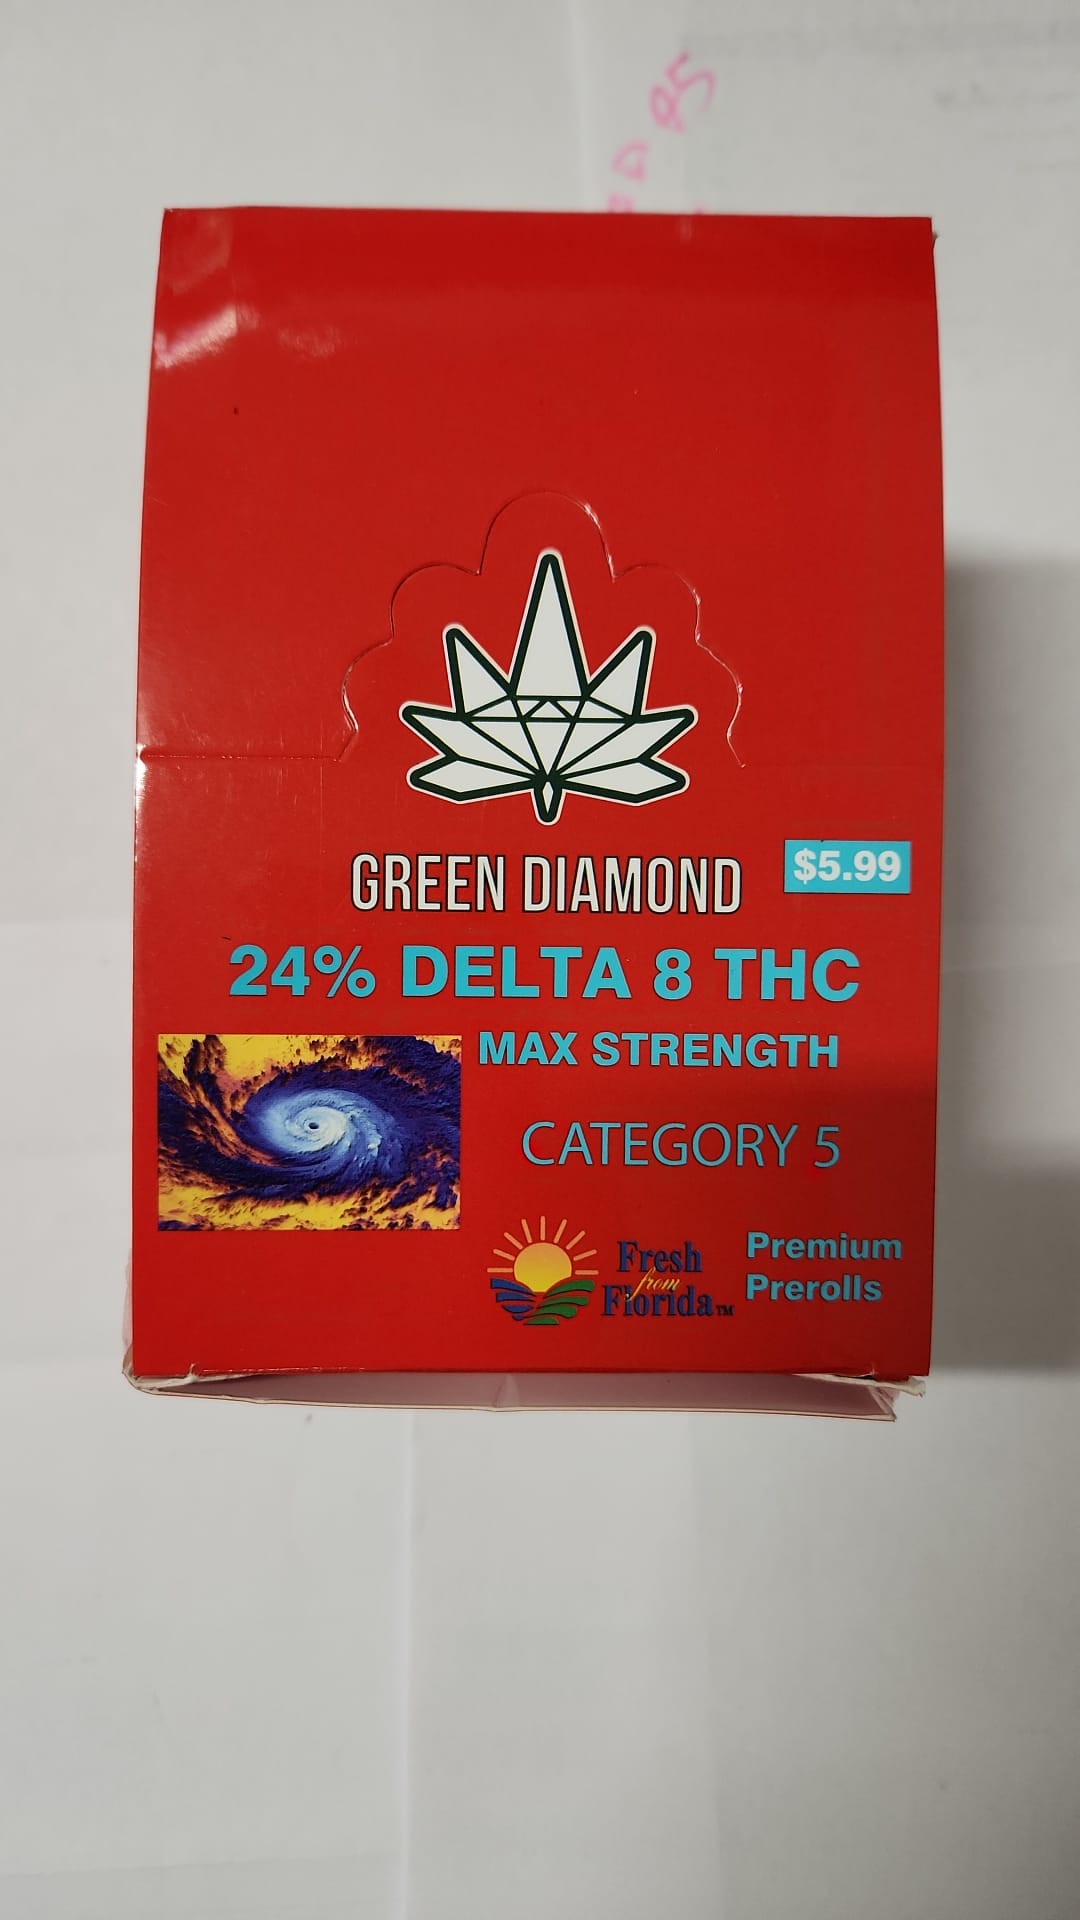 GREEN DIAMOND
$5.99
24% DELTA 8 THC
MAX STRENGTH
CATEGORY 5
Fresh
from
Florida™
Premium
Prerolls